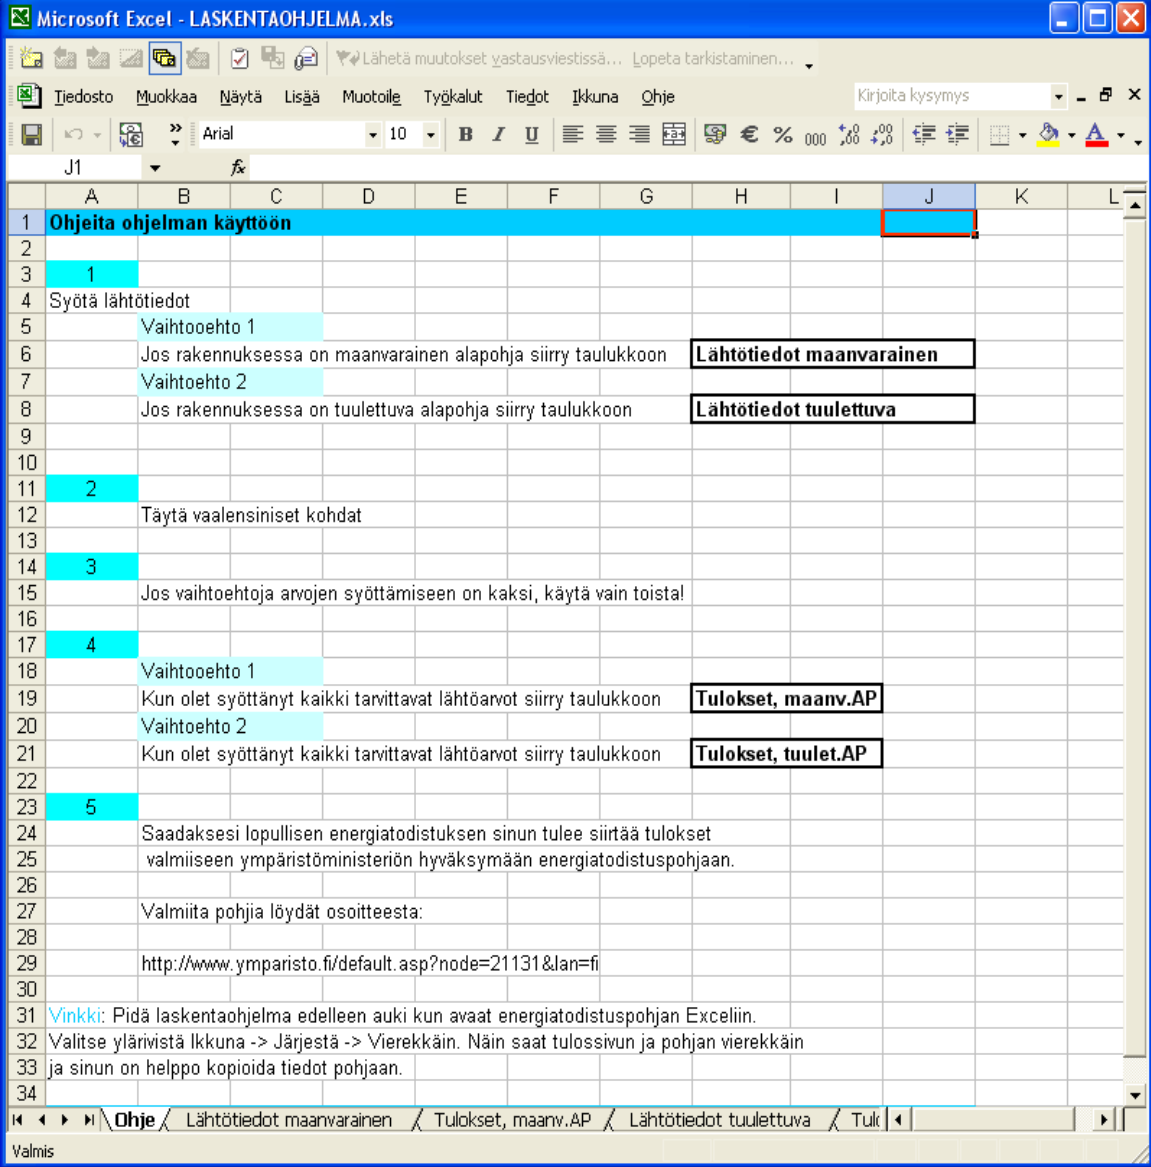 Microsoft Excel - LASKENTAOHJELMA.xls
Lähetä muutokset vastausviestissä... Lopeta tarkistaminen...
Tiedosto Muokkaa Näytä Lisää Muotoile Työkalut Tiedot Ikkuna Ohje Kirjoita kysymys
Arial 10 B I U € % 000
J1 fx
A B C D E F G H I J K L
1 Ohjeita ohjelman käyttöön
2
3 1
4 Syötä lähtötiedot
5 Vaihtooehto 1
6 Jos rakennuksessa on maanvarainen alapohja siirry taulukkoon Lähtötiedot maanvarainen
7 Vaihtoehto 2
8 Jos rakennuksessa on tuulettuva alapohja siirry taulukkoon Lähtötiedot tuulettuva
9
10
11 2
12 Täytä vaalensiniset kohdat
13
14 3
15 Jos vaihtoehtoja arvojen syöttämiseen on kaksi, käytä vain toista!
16
17 4
18 Vaihtooehto 1
19 Kun olet syöttänyt kaikki tarvittavat lähtöarvot siirry taulukkoon Tulokset, maanv.AP
20 Vaihtoehto 2
21 Kun olet syöttänyt kaikki tarvittavat lähtöarvot siirry taulukkoon Tulokset, tuulet.AP
22
23 5
24 Saadaksesi lopullisen energiatodistuksen sinun tulee siirtää tulokset
25 valmiiseen ympäristöministeriön hyväksymään energiatodistuspohjaan.
26
27 Valmiita pohjia löydät osoitteesta:
28
29 http://www.ymparisto.fi/default.asp?node=21131&lan=fi
30
31 Vinkki: Pidä laskentaohjelma edelleen auki kun avaat energiatodistuspohjan Exceliin.
32 Valitse ylärivistä Ikkuna -> Järjestä -> Vierekkäin. Näin saat tulossivun ja pohjan vierekkäin
33 ja sinun on helppo kopioida tiedot pohjaan.
34
Ohje Lähtötiedot maanvarainen Tulokset, maanv.AP Lähtötiedot tuulettuva
Valmis